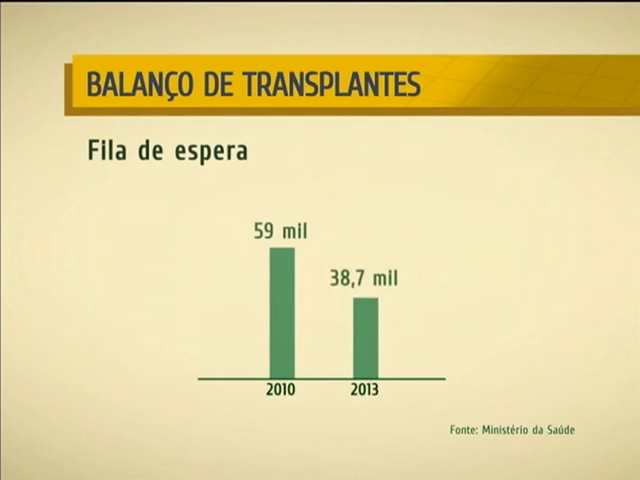 BALANÇO DE TRANSPLANTES
Fila de espera
59 mil
38,7 mil
2010 2013
Fonte: Ministério da Saúde